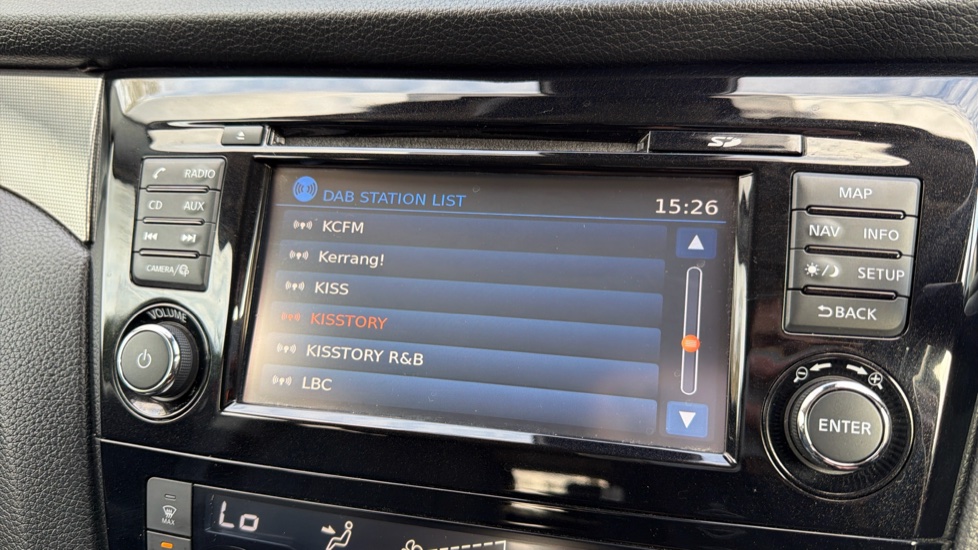 SD
RADIO
CD AUX
CAMERA/
VOLUME
DAB STATION LIST 15:26
KCFM
Kerrang!
KISS
KISSTORY
KISSTORY R&B
LBC
MAP
NAV INFO
SETUP
BACK
ENTER
MAX
Lo